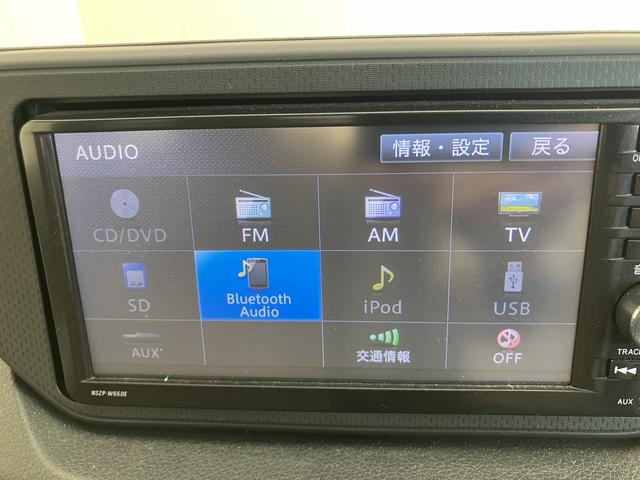 AUDIO
情報・設定
戻る
CD/DVD
FM
AM
TV
SD
Bluetooth
Audio
iPod
USB
AUX
交通情報
OFF
NSZP-W65DE
TRACK
AUX